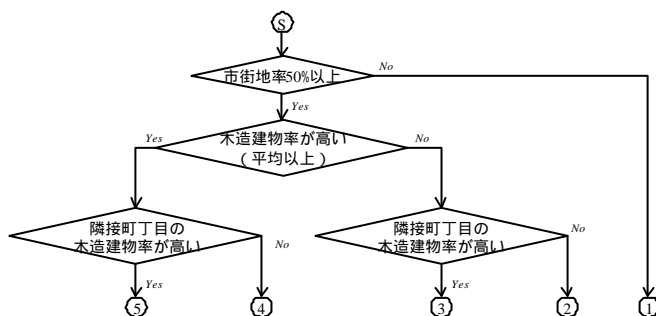 S
市街地率50%以上
No
Yes
木造建物率が高い
（平均以上）
Yes
No
隣接町丁目の
木造建物率が高い
No
Yes
隣接町丁目の
木造建物率が高い
No
Yes
5
4
3
2
1